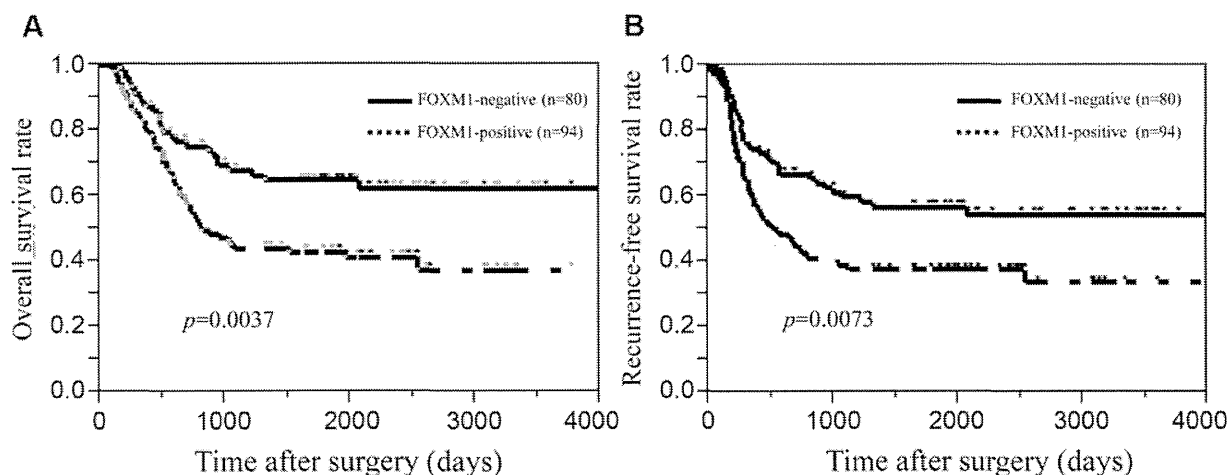 A
Overall survival rate
1.0
0.8
0.6
0.4
0.2
0.0
FOXM1-negative (n=80)
FOXM1-positive (n=94)
p=0.0037
0
1000
2000
3000
4000
Time after surgery (days)
B
Recurrence-free survival rate
1.0
0.8
0.6
0.4
0.2
0.0
FOXM1-negative (n=80)
FOXM1-positive (n=94)
p=0.0073
0
1000
2000
3000
4000
Time after surgery (days)